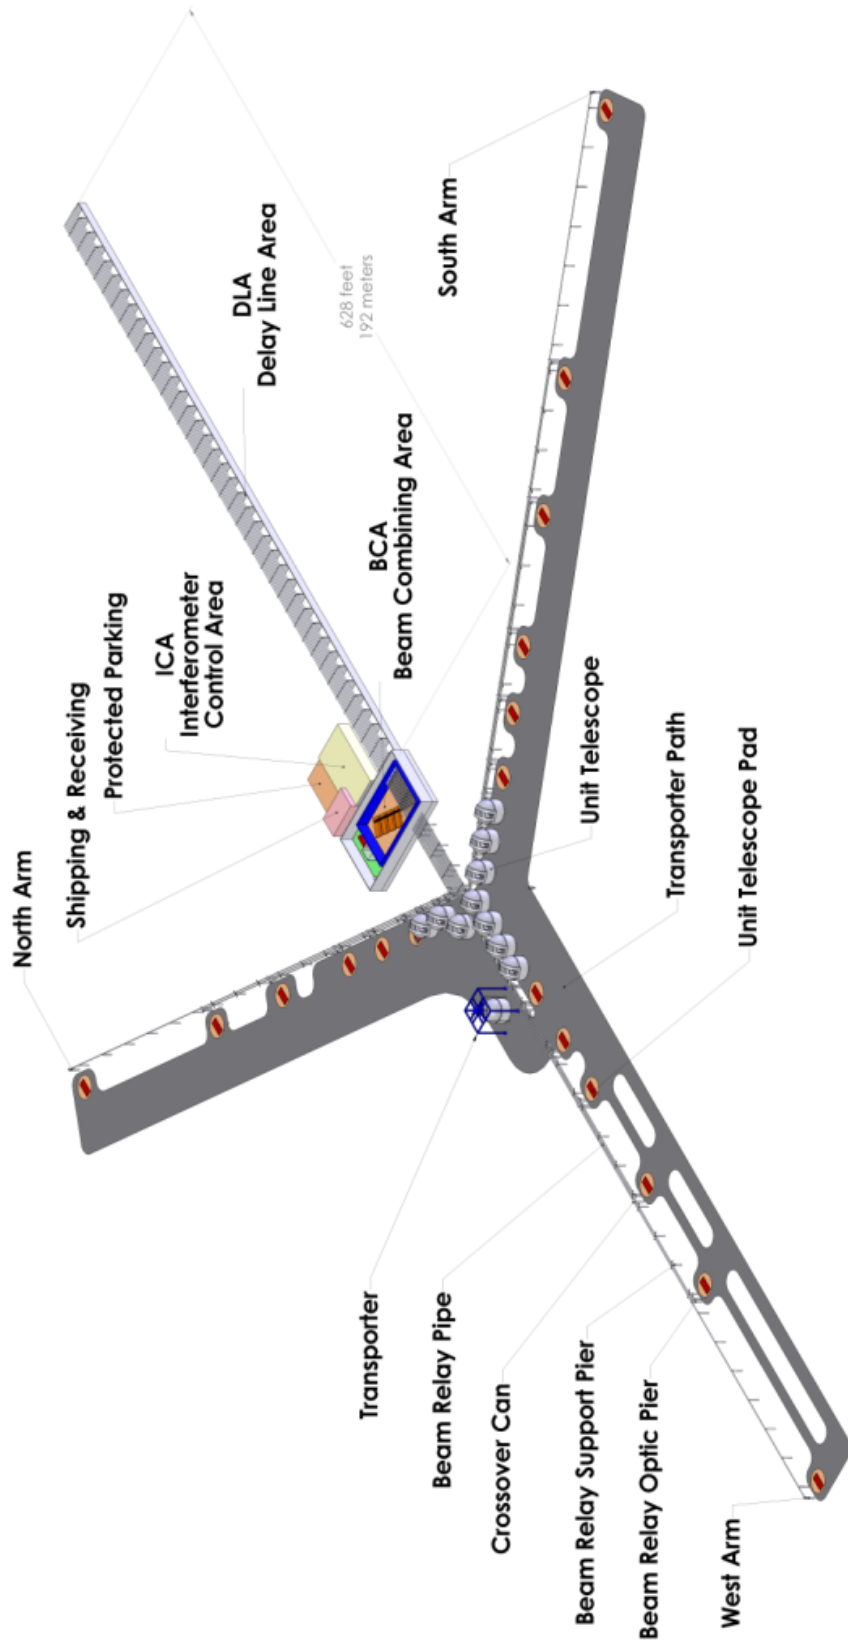 North Arm
Shipping & Receiving
Protected Parking
ICA
Interferometer
Control Area
DLA
Delay Line Area
628 feet
192 meters
BCA
Beam Combining Area
South Arm
Unit Telescope
Transporter Path
Unit Telescope Pad
Transporter
Beam Relay Pipe
Crossover Can
Beam Relay Support Pier
Beam Relay Optic Pier
West Arm